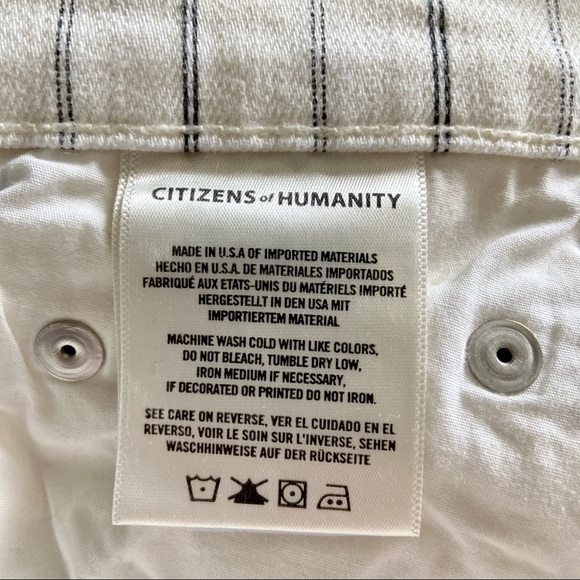 CITIZENS of HUMANITY
MADE IN U.S.A OF IMPORTED MATERIALS
HECHO EN U.S.A. DE MATERIALES IMPORTADOS
FABRIQUÉ AUX ETATS-UNIS DU MATÉRIELS IMPORTÉ
HERGESTELLT IN DEN USA MIT
IMPORTIERTEM MATERIAL
MACHINE WASH COLD WITH LIKE COLORS,
DO NOT BLEACH, TUMBLE DRY LOW,
IRON MEDIUM IF NECESSARY,
IF DECORATED OR PRINTED DO NOT IRON.
SEE CARE ON REVERSE, VER EL CUIDADO EN EL
REVERSO, VOIR LE SOIN SUR L'INVERSE, SEHEN
WASCHHINWEISE AUF DER RÜCKSEITE